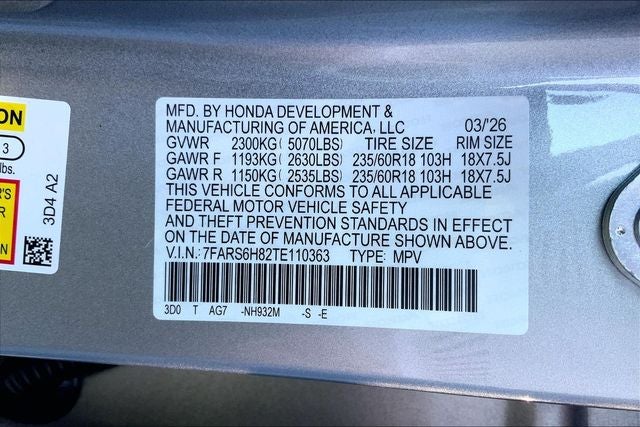 ON
3
lbs.
R'S
3D4 A2
MFD. BY HONDA DEVELOPMENT &
MANUFACTURING OF AMERICA, LLC 03/'26
GVWR 2300KG ( 5070LBS) TIRE SIZE RIM SIZE
GAWR F 1193KG ( 2630LBS) 235/60R18 103H 18X7.5J
GAWR R 1150KG ( 2535LBS) 235/60R18 103H 18X7.5J
THIS VEHICLE CONFORMS TO ALL APPLICABLE
FEDERAL MOTOR VEHICLE SAFETY
AND THEFT PREVENTION STANDARDS IN EFFECT
ON THE DATE OF MANUFACTURE SHOWN ABOVE.
V.I.N.:7FARS6H82TE110363 TYPE: MPV
3D0 T AG7 -NH932M -S -E